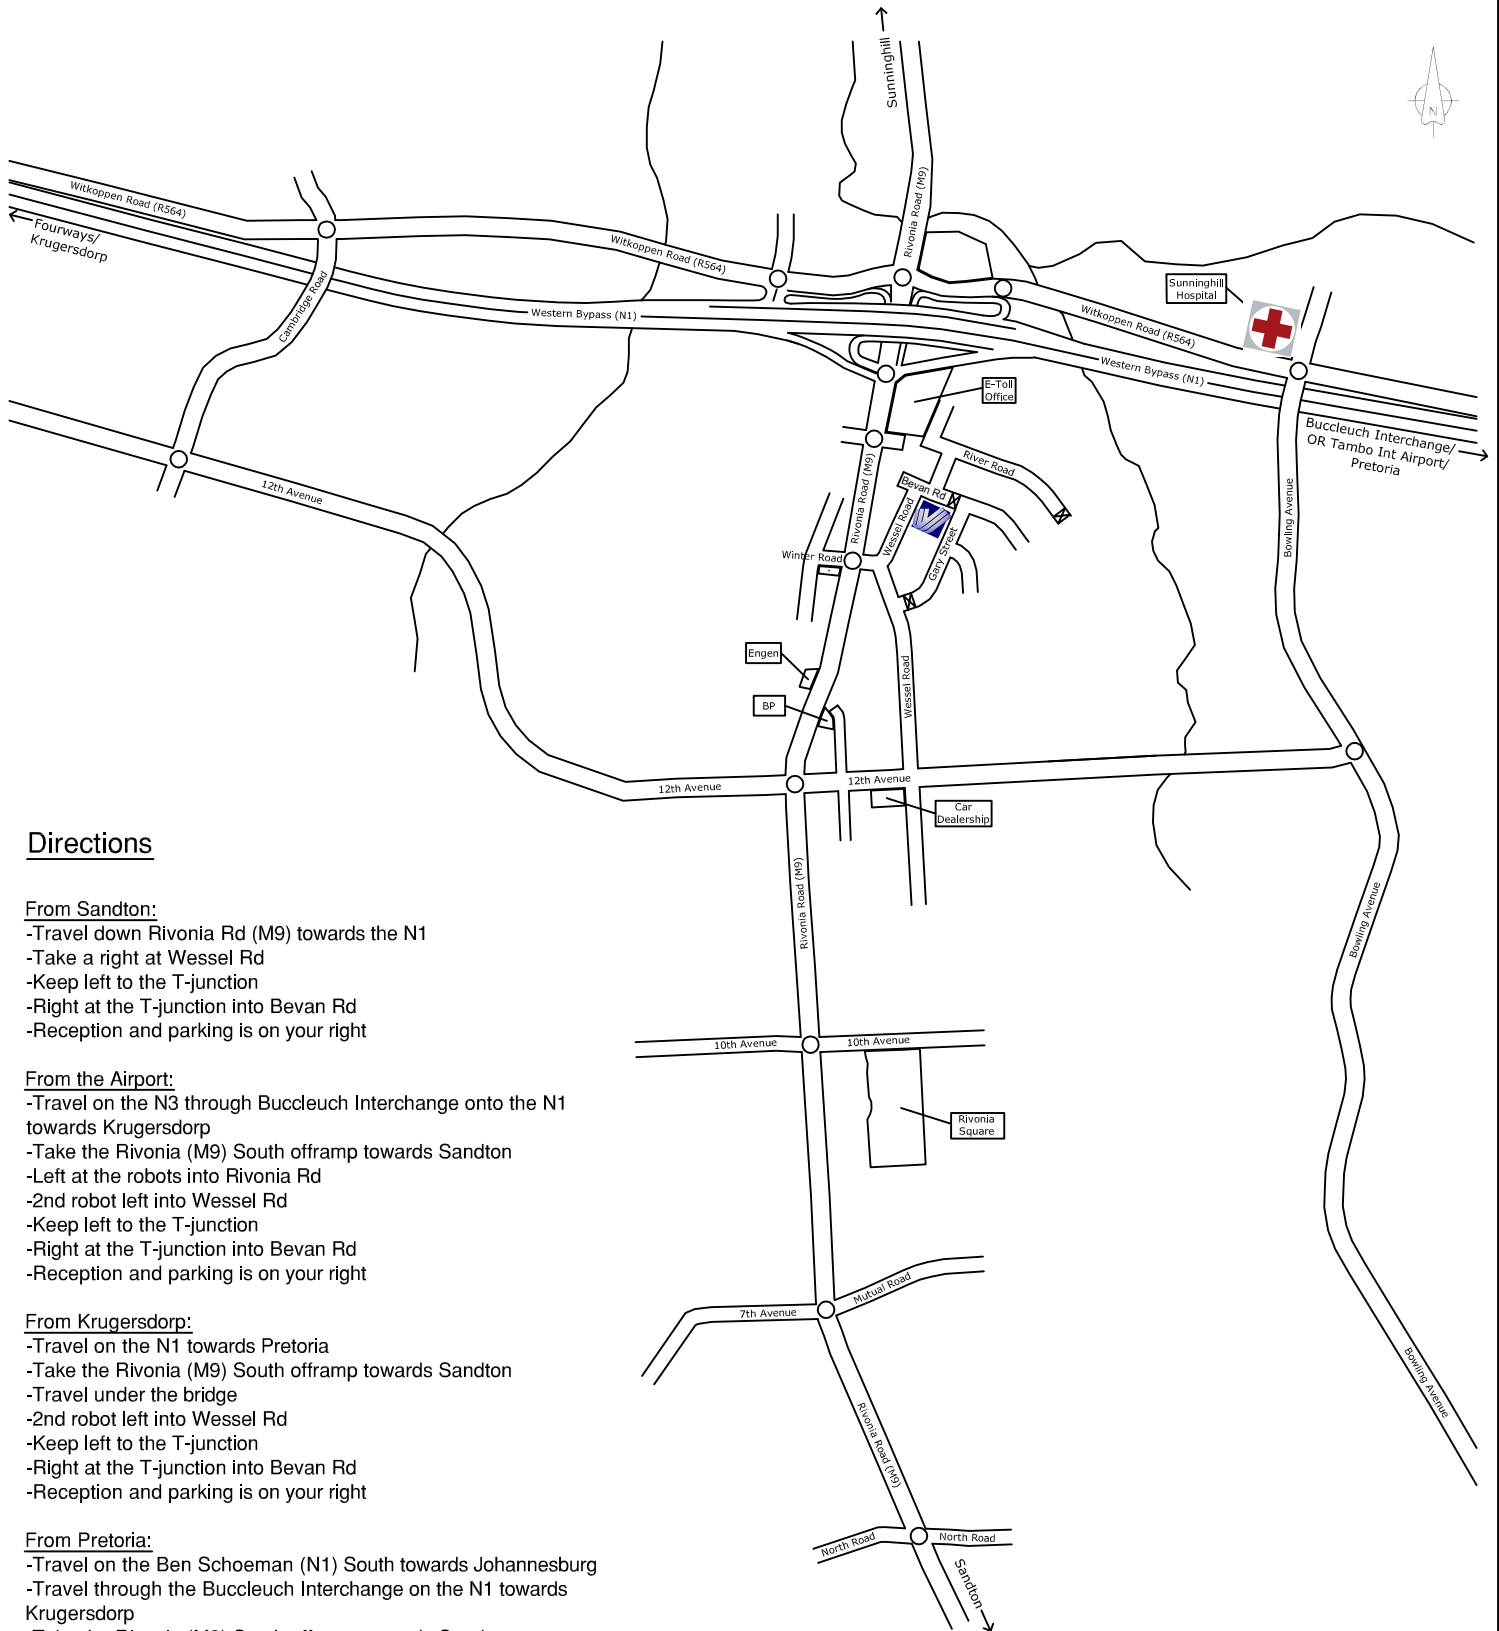 Sunninghill
N
Witkoppen Road (R564)
Fourways/
Krugersdorp
Cambridge Road
Witkoppen Road (R564)
Rivonia Road (M9)
Sunninghill
Hospital
Witkoppen Road (R564)
Western Bypass (N1)
Western Bypass (N1)
E-Toll
Office
Buccleuch Interchange/
OR Tambo Int Airport/
Pretoria
12th Avenue
River Road
Bevan Rd
Rivonia Road (M9)
Wessel Road
Gary Street
Winter Road
Bowling Avenue
Engen
BP
Wessel Road
12th Avenue
12th Avenue
Car
Dealership
Rivonia Road (M9)
Bowling Avenue
10th Avenue
10th Avenue
Rivonia
Square
Mutual Road
7th Avenue
Bowling Avenue
Rivonia Road (M9)
North Road
North Road
Sandton
Directions
From Sandton:
-Travel down Rivonia Rd (M9) towards the N1
-Take a right at Wessel Rd
-Keep left to the T-junction
-Right at the T-junction into Bevan Rd
-Reception and parking is on your right
From the Airport:
-Travel on the N3 through Buccleuch Interchange onto the N1
towards Krugersdorp
-Take the Rivonia (M9) South offramp towards Sandton
-Left at the robots into Rivonia Rd
-2nd robot left into Wessel Rd
-Keep left to the T-junction
-Right at the T-junction into Bevan Rd
-Reception and parking is on your right
From Krugersdorp:
-Travel on the N1 towards Pretoria
-Take the Rivonia (M9) South offramp towards Sandton
-Travel under the bridge
-2nd robot left into Wessel Rd
-Keep left to the T-junction
-Right at the T-junction into Bevan Rd
-Reception and parking is on your right
From Pretoria:
-Travel on the Ben Schoeman (N1) South towards Johannesburg
-Travel through the Buccleuch Interchange on the N1 towards
Krugersdorp